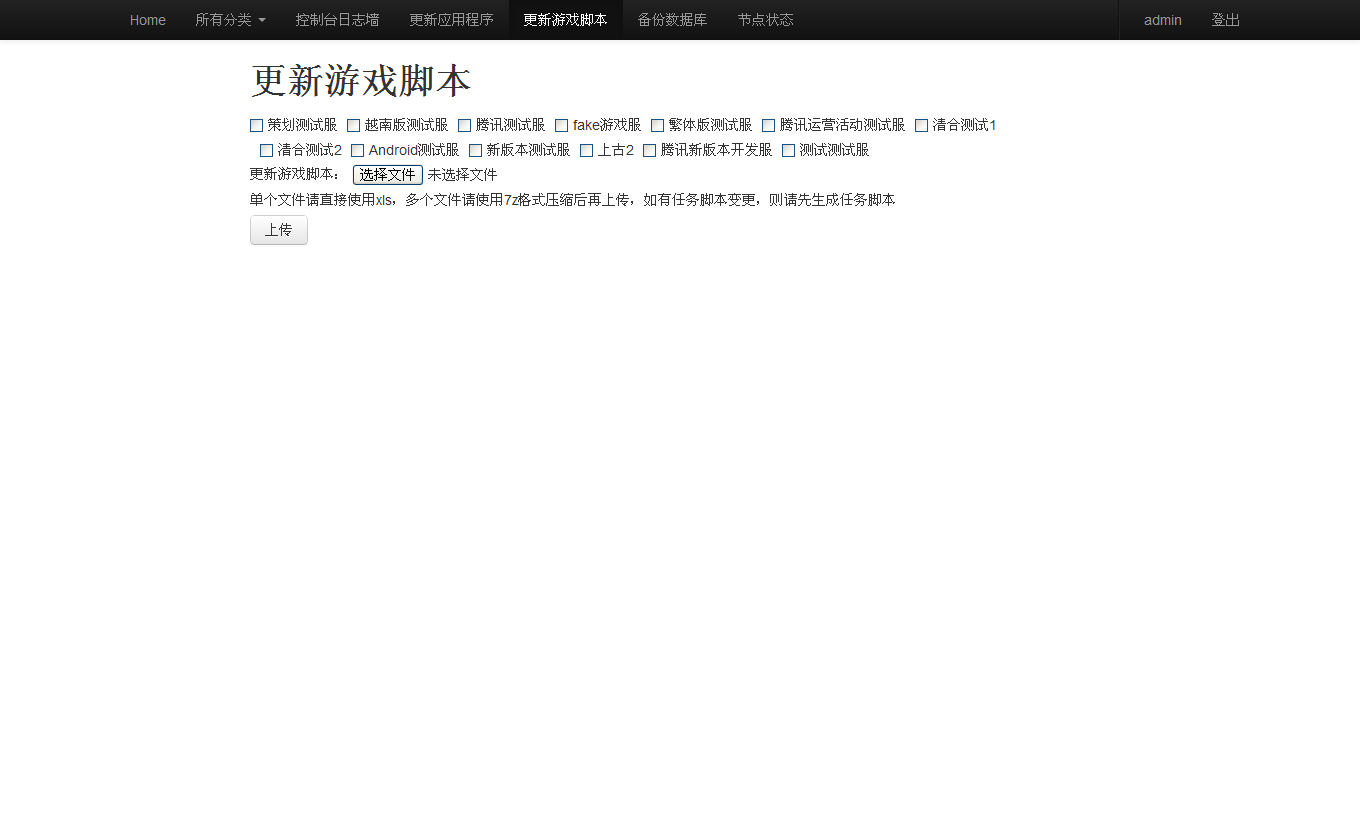 Home 所有分类 控制台日志墙 更新应用程序 更新游戏脚本 备份数据库 节点状态 admin 登出
更新游戏脚本
策划测试服 越南版测试服 腾讯测试服 fake游戏服 繁体版测试服 腾讯运营活动测试服 清合测试1
清合测试2 Android测试服 新版本测试服 上古2 腾讯新版本开发服 测试测试服
更新游戏脚本： 选择文件 未选择文件
单个文件请直接使用xls，多个文件请使用7z格式压缩后再上传，如有任务脚本变更，则请先生成任务脚本
上传